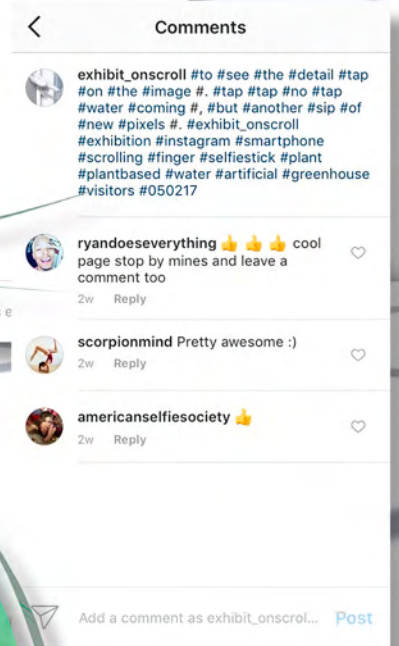 Comments
exhibit_onscroll #to #see #the #detail #tap
#on #the #image #. #tap #tap #no #tap
#water #coming #, #but #another #sip #of
#new #pixels #. #exhibit_onscroll
#exhibition #instagram #smartphone
#scrolling #finger #selfiestick #plant
#plantbased #water #artificial #greenhouse
#visitors #050217
ryandoeseverything 👍 👍 👍 cool
page stop by mines and leave a
comment too
2w Reply
scorpionmind Pretty awesome :)
2w Reply
americanselfiesociety 👍
2w Reply
Add a comment as exhibit_onscrol... Post